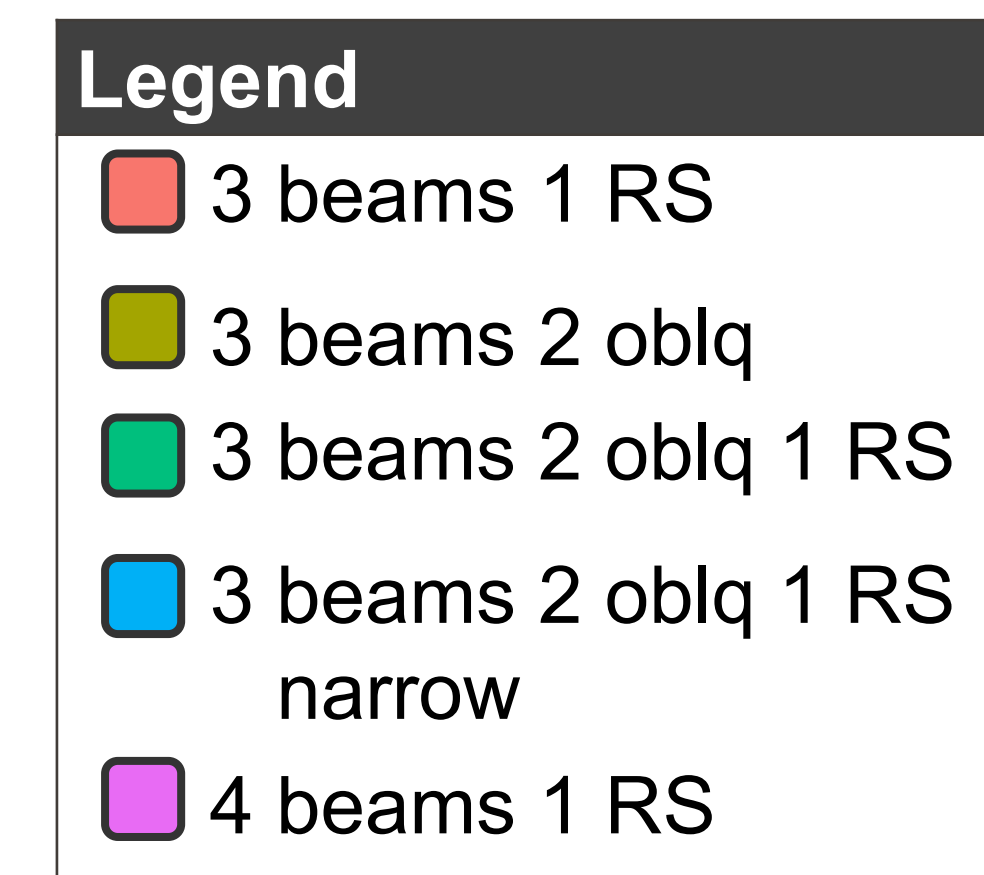 Legend
3 beams 1 RS
3 beams 2 oblq
3 beams 2 oblq 1 RS
3 beams 2 oblq 1 RS
narrow
4 beams 1 RS